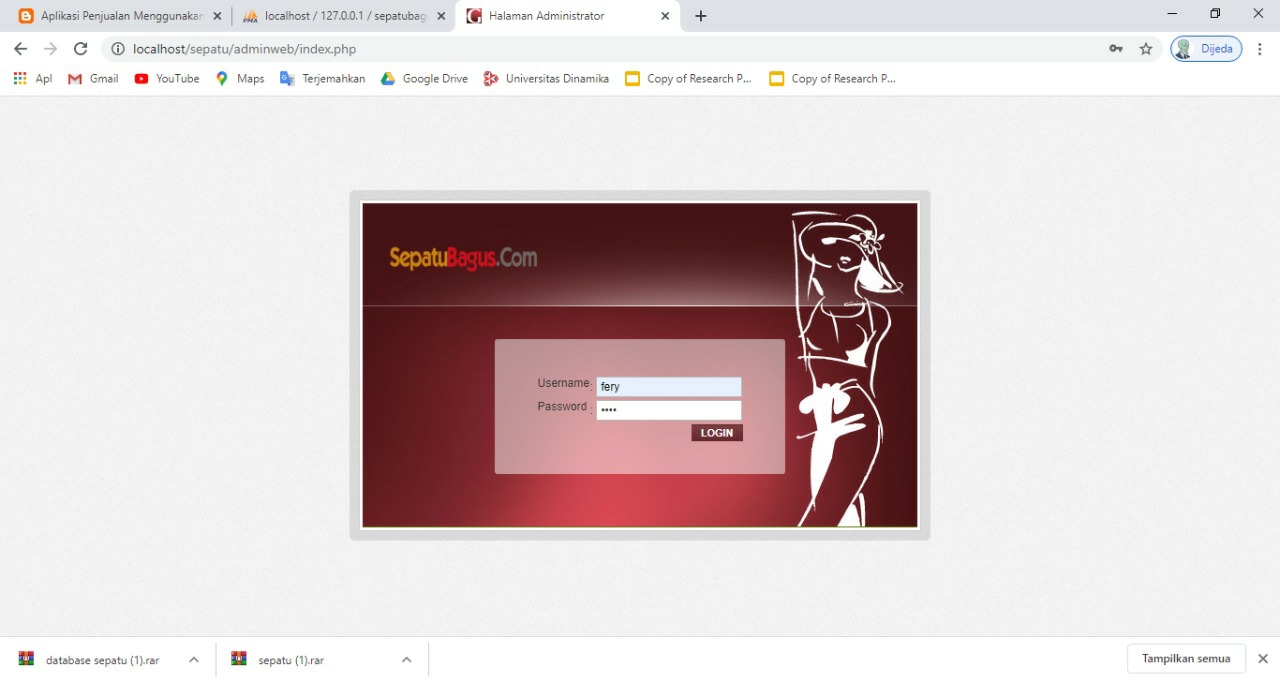 Aplikasi Penjualan Menggunakan
localhost / 127.0.0.1 / sepatubag
Halaman Administrator
localhost/sepatu/adminweb/index.php
Dijeda
Apl Gmail YouTube Maps Terjemahkan Google Drive Universitas Dinamika Copy of Research P... Copy of Research P...
SepatuBagus.Com
Username: fery
Password : ••••
LOGIN
database sepatu (1).rar
sepatu (1).rar
Tampilkan semua